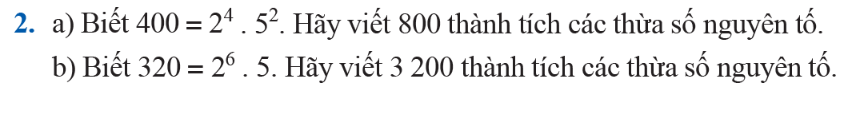 2. a) Biết 400 = 2⁴ . 5². Hãy viết 800 thành tích các thừa số nguyên tố.
b) Biết 320 = 2⁶ . 5. Hãy viết 3 200 thành tích các thừa số nguyên tố.